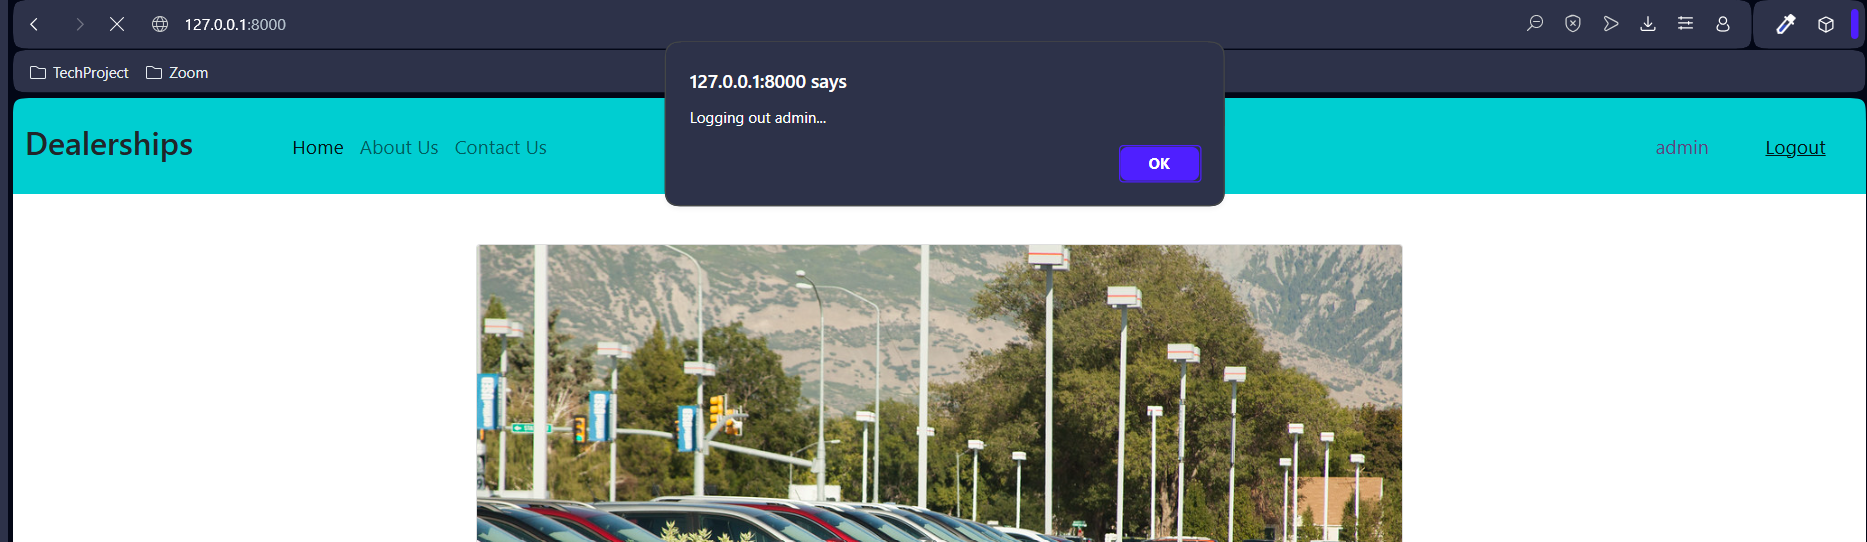 127.0.0.1:8000
TechProject
Zoom
127.0.0.1:8000 says
Logging out admin...
OK
Dealerships
Home
About Us
Contact Us
admin
Logout